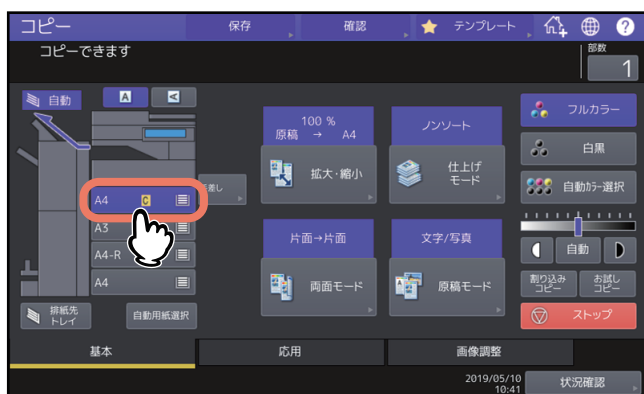 コピー
保存
確認
テンプレート
?
コピーできます
部数
1
自動
A
A
100 %
原稿 → A4
ノンソート
フルカラー
白黒
拡大・縮小
仕上げ
モード
自動ｶﾗｰ選択
A4 C
A3
A4-R
A4
片面→片面
文字/写真
自動
両面モード
原稿モード
割り込み
コピー
お試し
コピー
排紙先
トレイ
自動用紙選択
ストップ
基本
応用
画像調整
2019/05/10
10:41
状況確認